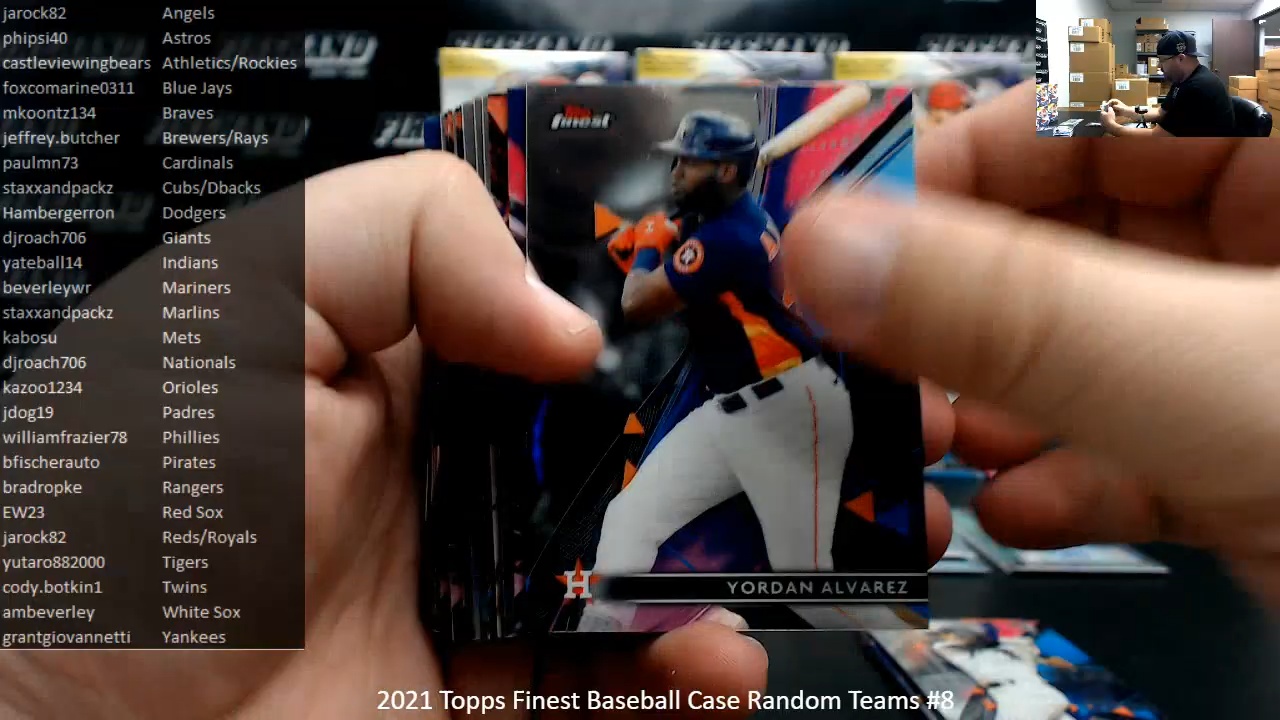 jarock82 Angels
phipsi40 Astros
castleviewingbears Athletics/Rockies
foxcomarine0311 Blue Jays
mkoontz134 Braves
jeffrey.butcher Brewers/Rays
paulmn73 Cardinals
staxxandpackz Cubs/Dbacks
Hambergerron Dodgers
djroach706 Giants
yateball14 Indians
beverleywr Mariners
staxxandpackz Marlins
kabosu Mets
djroach706 Nationals
kazoo1234 Orioles
jdog19 Padres
williamfrazier78 Phillies
bfischerauto Pirates
bradropke Rangers
EW23 Red Sox
jarock82 Reds/Royals
yutaro882000 Tigers
cody.botkin1 Twins
ambeverley White Sox
grantgiovannetti Yankees
Topps
finest
H
YORDAN ALVAREZ
2021 Topps Finest Baseball Case Random Teams #8